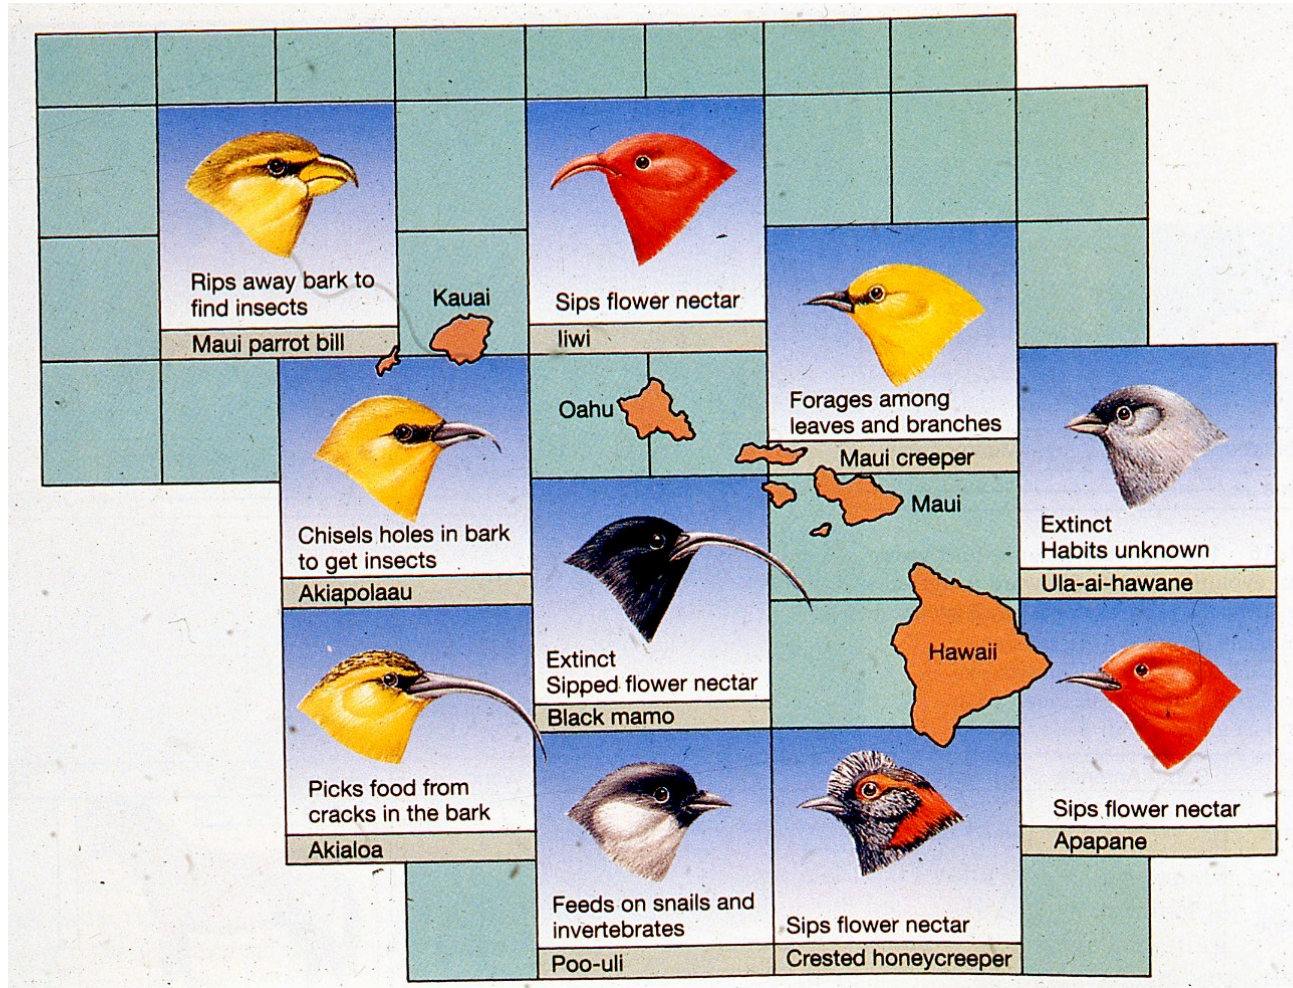 Rips away bark to
find insects
Maui parrot bill
Kauai
Sips flower nectar
Iiwi
Forages among
leaves and branches
Maui creeper
Oahu
Chisels holes in bark
to get insects
Akiapolaau
Maui
Extinct
Habits unknown
Ula-ai-hawane
Extinct
Sipped flower nectar
Black mamo
Hawaii
Picks food from
cracks in the bark
Akialoa
Sips flower nectar
Apapane
Feeds on snails and
invertebrates
Poo-uli
Sips flower nectar
Crested honeycreeper